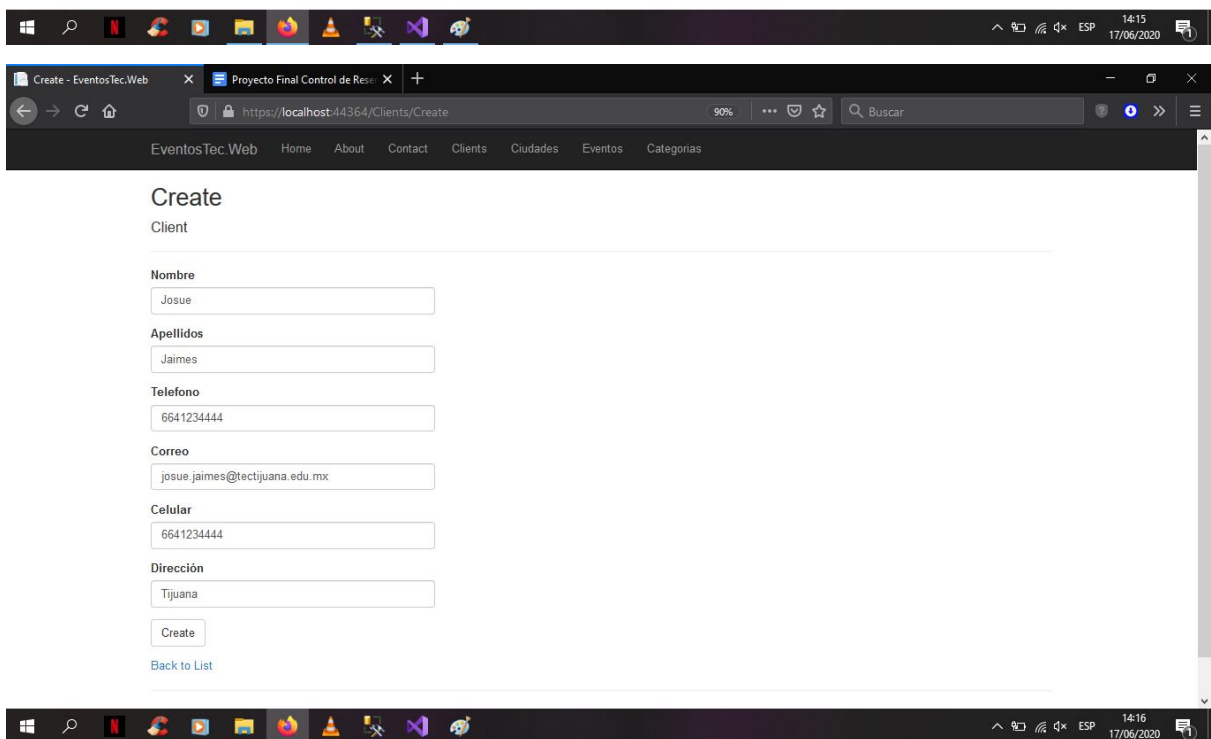 ESP 14:15
17/06/2020
Create - EventosTec.Web Proyecto Final Control de Reser
https://localhost:44364/Clients/Create 90% Buscar
EventosTec.Web Home About Contact Clients Ciudades Eventos Categorias
Create
Client
Nombre
Josue
Apellidos
Jaimes
Telefono
6641234444
Correo
josue.jaimes@tectijuana.edu.mx
Celular
6641234444
Dirección
Tijuana
Create
Back to List
ESP 14:16
17/06/2020